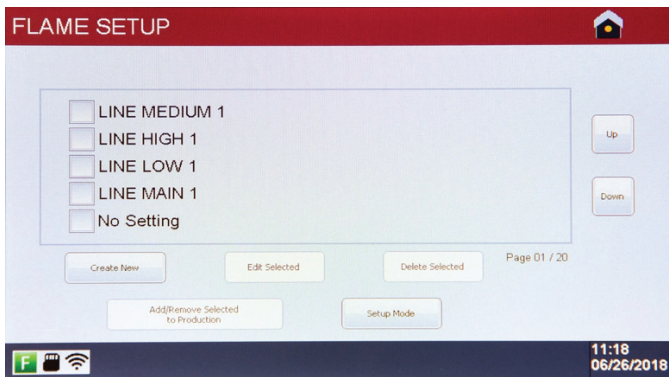 FLAME SETUP
LINE MEDIUM 1
LINE HIGH 1
LINE LOW 1
LINE MAIN 1
No Setting
Up
Down
Create New
Edit Selected
Delete Selected
Page 01 / 20
Add/Remove Selected
to Production
Setup Mode
F
11:18
06/26/2018